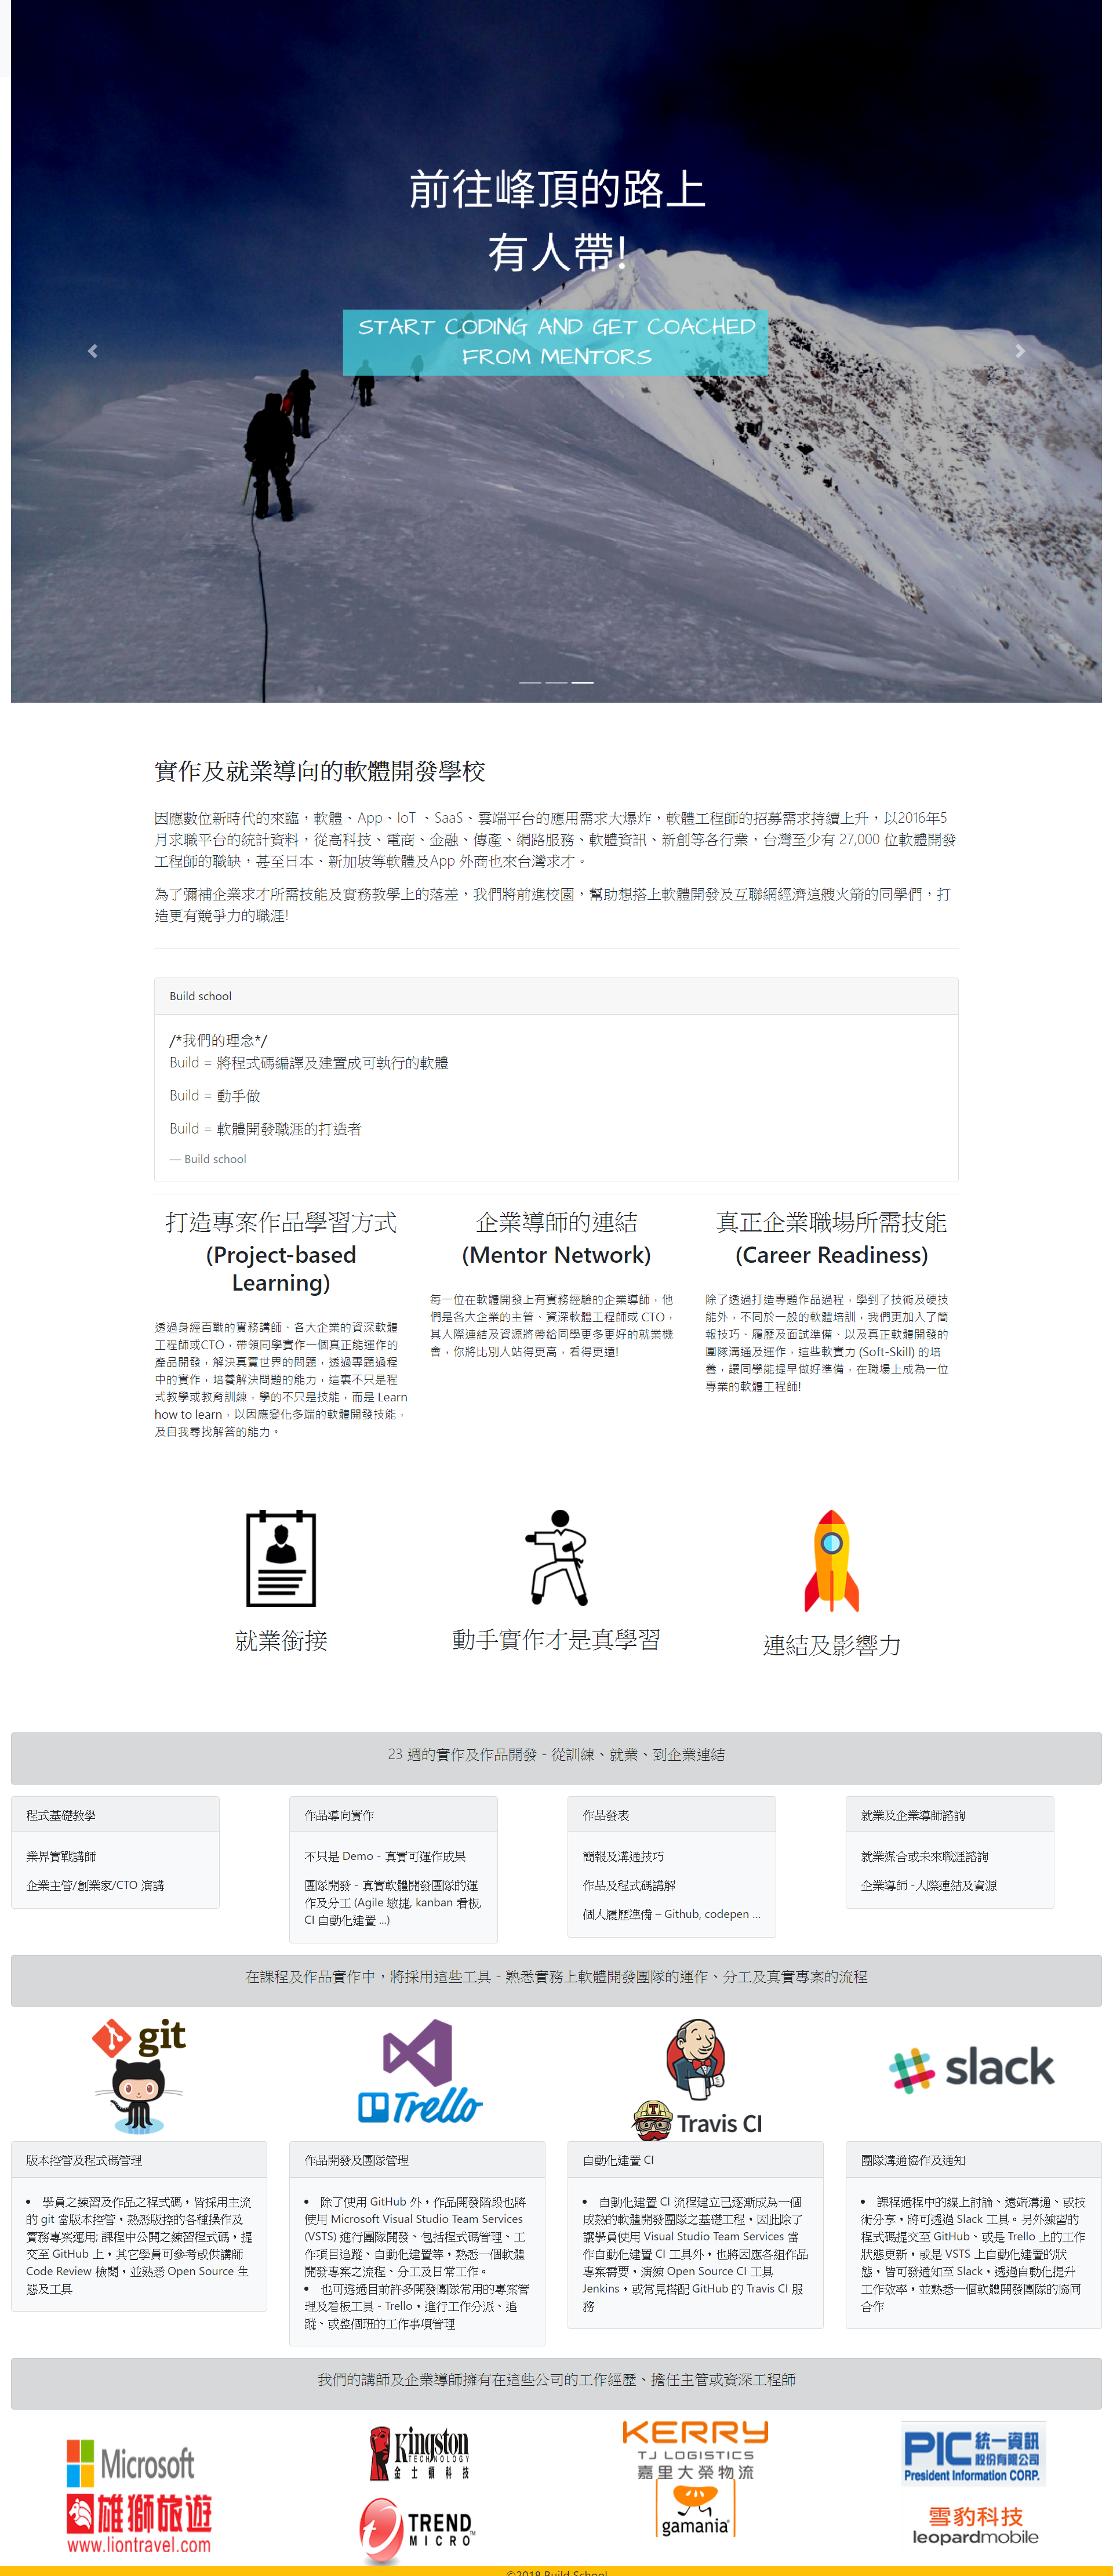 前往峰頂的路上
有人帶!
START CODING AND GET COACHED
FROM MENTORS
實作及就業導向的軟體開發學校
因應數位新時代的來臨，軟體、App、IoT 、SaaS、雲端平台的應用需求大爆炸，軟體工程師的招募需求持續上升，以2016年5
月求職平台的統計資料，從高科技、電商、金融、傳產、網路服務、軟體資訊、新創等各行業，台灣至少有 27,000 位軟體開發
工程師的職缺，甚至日本、新加坡等軟體及App 外商也來台灣求才。
為了彌補企業求才所需技能及實務教學上的落差，我們將前進校園，幫助想搭上軟體開發及互聯網經濟這艘火箭的同學們，打
造更有競爭力的職涯!
Build school
/*我們的理念*/
Build = 將程式碼編譯及建置成可執行的軟體
Build = 動手做
Build = 軟體開發職涯的打造者
— Build school
打造專案作品學習方式
(Project-based
Learning)
透過身經百戰的實務講師、各大企業的資深軟體
工程師或CTO，帶領同學實作一個真正能運作的
產品開發，解決真實世界的問題，透過專題過程
中的實作，培養解決問題的能力，這裏不只是程
式教學或教育訓練，學的不只是技能，而是 Learn
how to learn，以因應變化多端的軟體開發技能，
及自我尋找解答的能力。
企業導師的連結
(Mentor Network)
每一位在軟體開發上有實務經驗的企業導師，他
們是各大企業的主管、資深軟體工程師或 CTO，
其人際連結及資源將帶給同學更多更好的就業機
會，你將比別人站得更高，看得更遠!
真正企業職場所需技能
(Career Readiness)
除了透過打造專題作品過程，學到了技術及硬技
能外，不同於一般的軟體培訓，我們更加入了簡
報技巧、履歷及面試準備、以及真正軟體開發的
團隊溝通及運作，這些軟實力 (Soft-Skill) 的培
養，讓同學能提早做好準備，在職場上成為一位
專業的軟體工程師!
就業銜接
動手實作才是真學習
連結及影響力
23 週的實作及作品開發 - 從訓練、就業、到企業連結
程式基礎教學
業界實戰講師
企業主管/創業家/CTO 演講
作品導向實作
不只是 Demo - 真實可運作成果
團隊開發 - 真實軟體開發團隊的運
作及分工 (Agile 敏捷, kanban 看板,
CI 自動化建置 ...)
作品發表
簡報及溝通技巧
作品及程式碼講解
個人履歷準備 – Github, codepen ...
就業及企業導師諮詢
就業媒合或未來職涯諮詢
企業導師 -人際連結及資源
在課程及作品實作中，將採用這些工具 - 熟悉實務上軟體開發團隊的運作、分工及真實專案的流程
git
Trello
Travis CI
slack
版本控管及程式碼管理
• 學員之練習及作品之程式碼，皆採用主流
的 git 當版本控管，熟悉版控的各種操作及
實務專案運用; 課程中公開之練習程式碼，提
交至 GitHub 上，其它學員可參考或供講師
Code Review 檢閱，並熟悉 Open Source 生
態及工具
作品開發及團隊管理
• 除了使用 GitHub 外，作品開發階段也將
使用 Microsoft Visual Studio Team Services
(VSTS) 進行團隊開發、包括程式碼管理、工
作項目追蹤、自動化建置等，熟悉一個軟體
開發專案之流程、分工及日常工作。
• 也可透過目前許多開發團隊常用的專案管
理及看板工具 - Trello，進行工作分派、追
蹤、或整個班的工作事項管理
自動化建置 CI
• 自動化建置 CI 流程建立已逐漸成為一個
成熟的軟體開發團隊之基礎工程，因此除了
讓學員使用 Visual Studio Team Services 當
作自動化建置 CI 工具外，也將因應各組作品
專案需要，演練 Open Source CI 工具
Jenkins，或常見搭配 GitHub 的 Travis CI 服
務
團隊溝通協作及通知
• 課程過程中的線上討論、遠端溝通、或技
術分享，將可透過 Slack 工具。另外練習的
程式碼提交至 GitHub、或是 Trello 上的工作
狀態更新，或是 VSTS 上自動化建置的狀
態，皆可發通知至 Slack，透過自動化提升
工作效率，並熟悉一個軟體開發團隊的協同
合作
我們的講師及企業導師擁有在這些公司的工作經歷、擔任主管或資深工程師
Microsoft
雄獅旅遊
www.liontravel.com
Kingston
TECHNOLOGY
金士頓科技
TREND
MICRO
KERRY
TJ LOGISTICS
嘉里大榮物流
gamania
PIC 統一資訊
股份有限公司
President Information CORP.
雪豹科技
leopardmobile
©2018 Build School